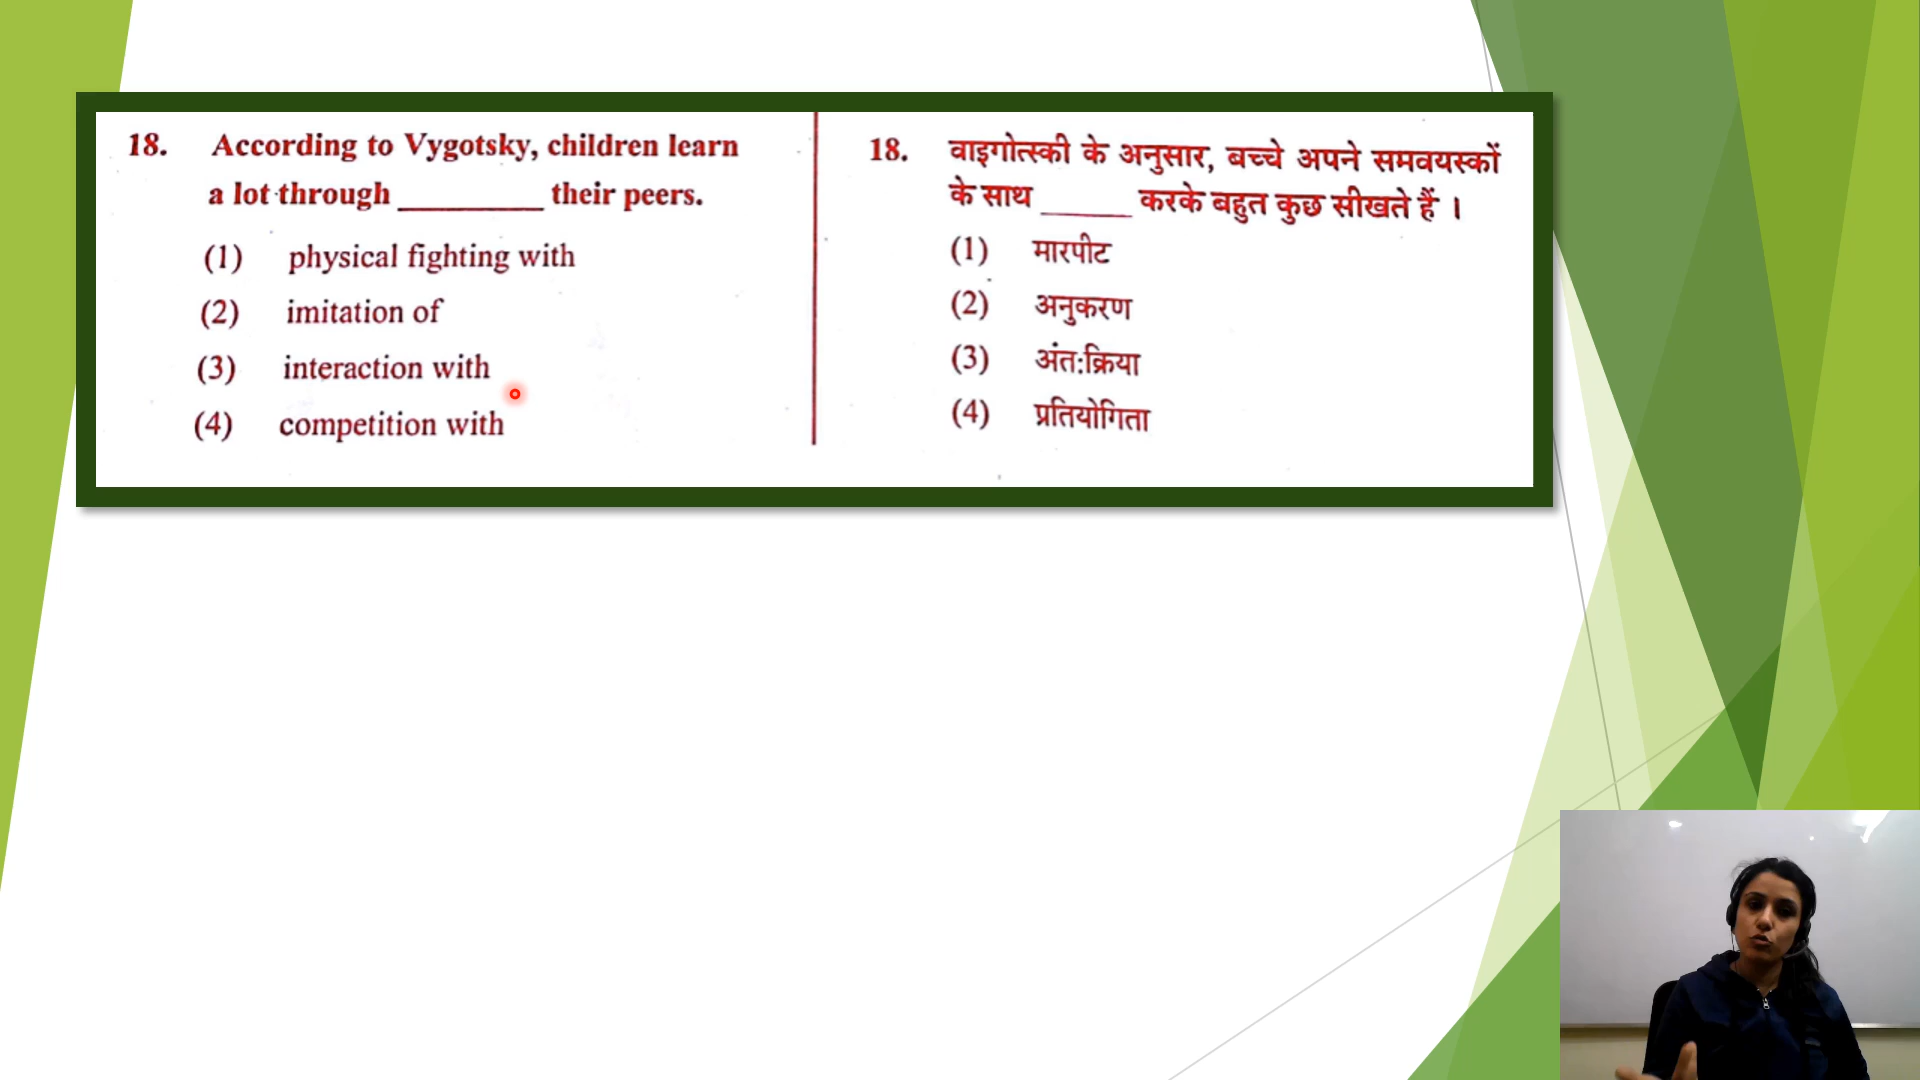 18. According to Vygotsky, children learn
a lot through _________ their peers.
(1) physical fighting with
(2) imitation of
(3) interaction with
(4) competition with
18. वाइगोत्स्की के अनुसार, बच्चे अपने समवयस्कों
के साथ ______ करके बहुत कुछ सीखते हैं ।
(1) मारपीट
(2) अनुकरण
(3) अंत:क्रिया
(4) प्रतियोगिता